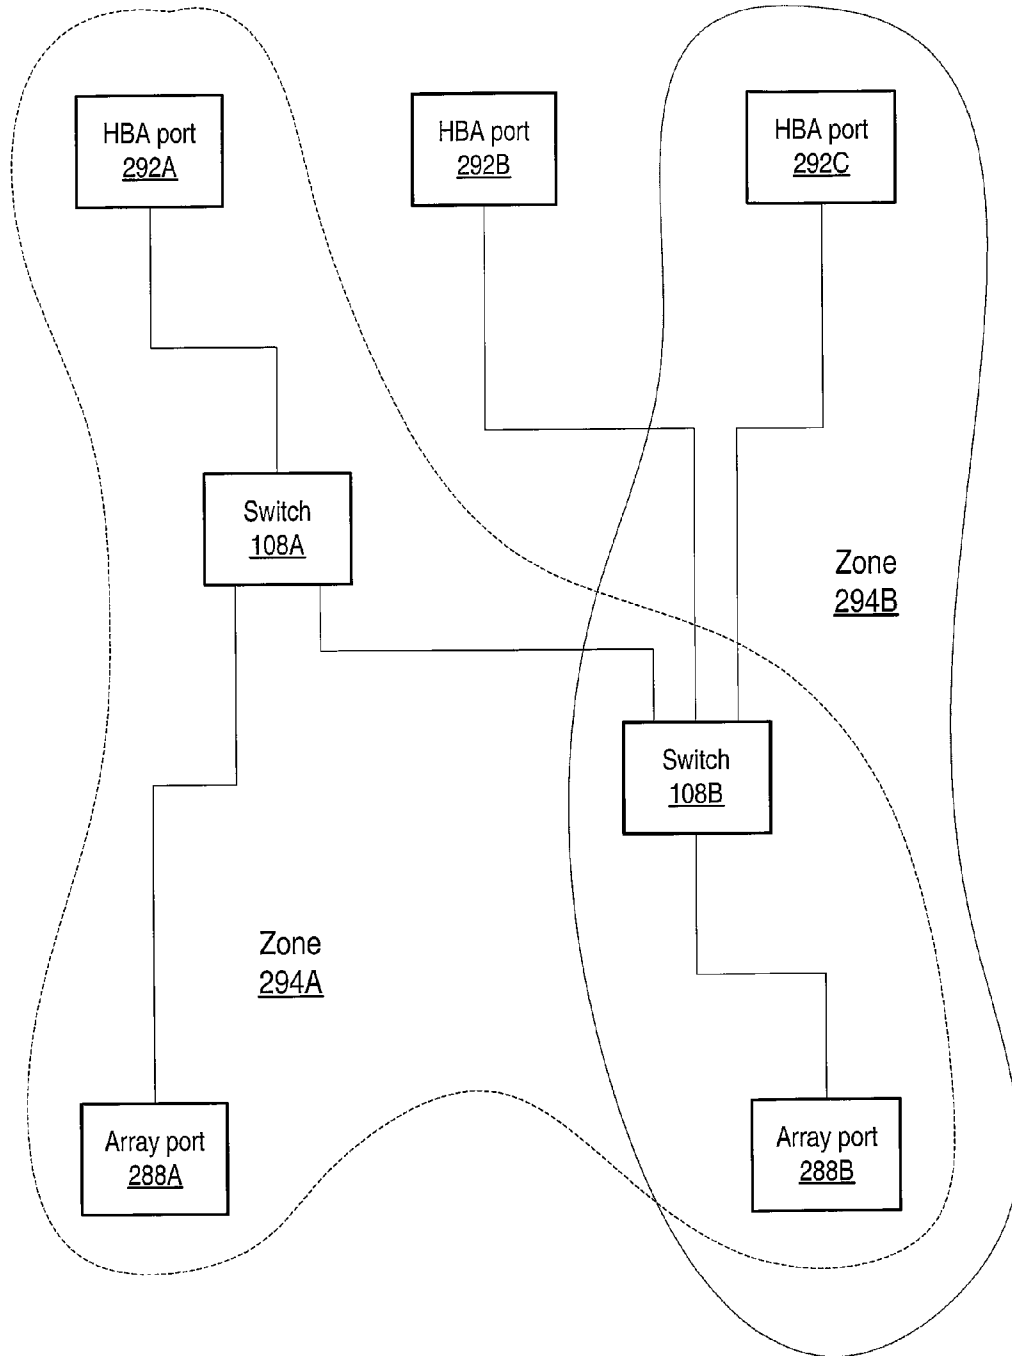 HBA port
292A
HBA port
292B
HBA port
292C
Switch
108A
Zone
294B
Switch
108B
Zone
294A
Array port
288A
Array port
288B